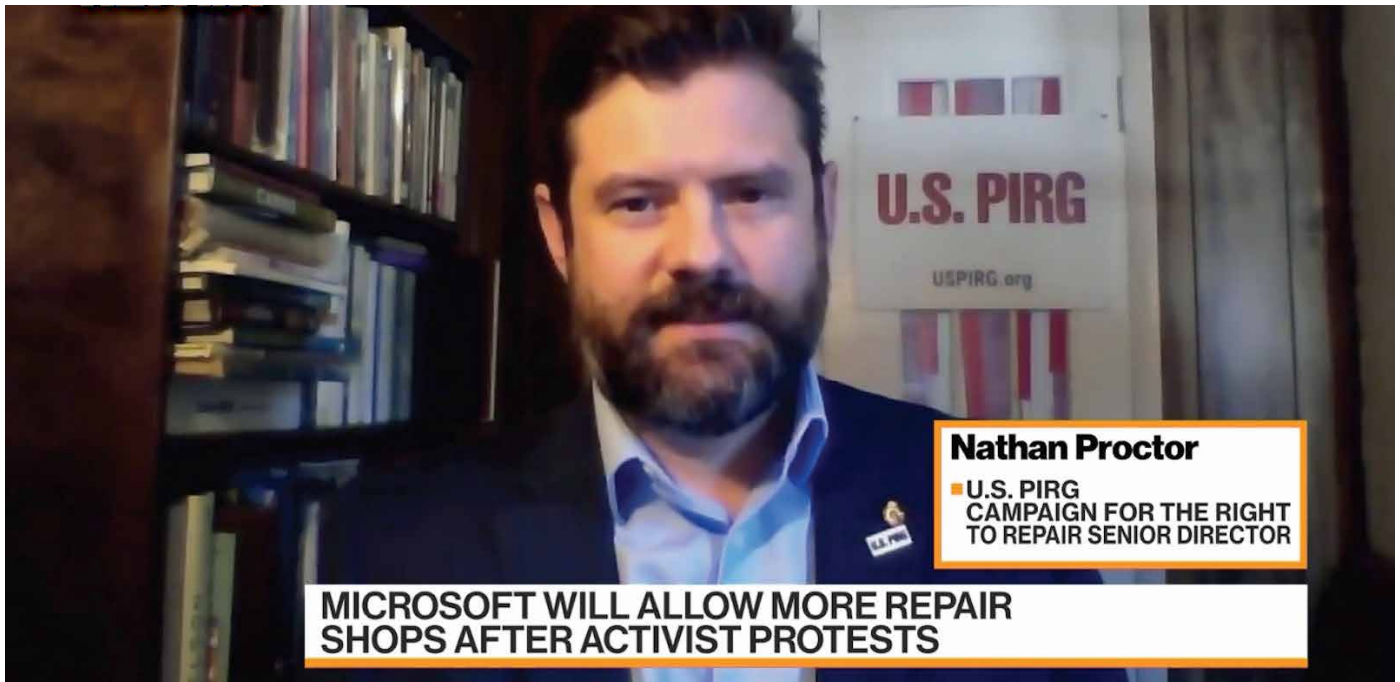 U.S. PIRG
USPIRG.org
Nathan Proctor
U.S. PIRG
CAMPAIGN FOR THE RIGHT
TO REPAIR SENIOR DIRECTOR
U.S. PIRG
MICROSOFT WILL ALLOW MORE REPAIR
SHOPS AFTER ACTIVIST PROTESTS